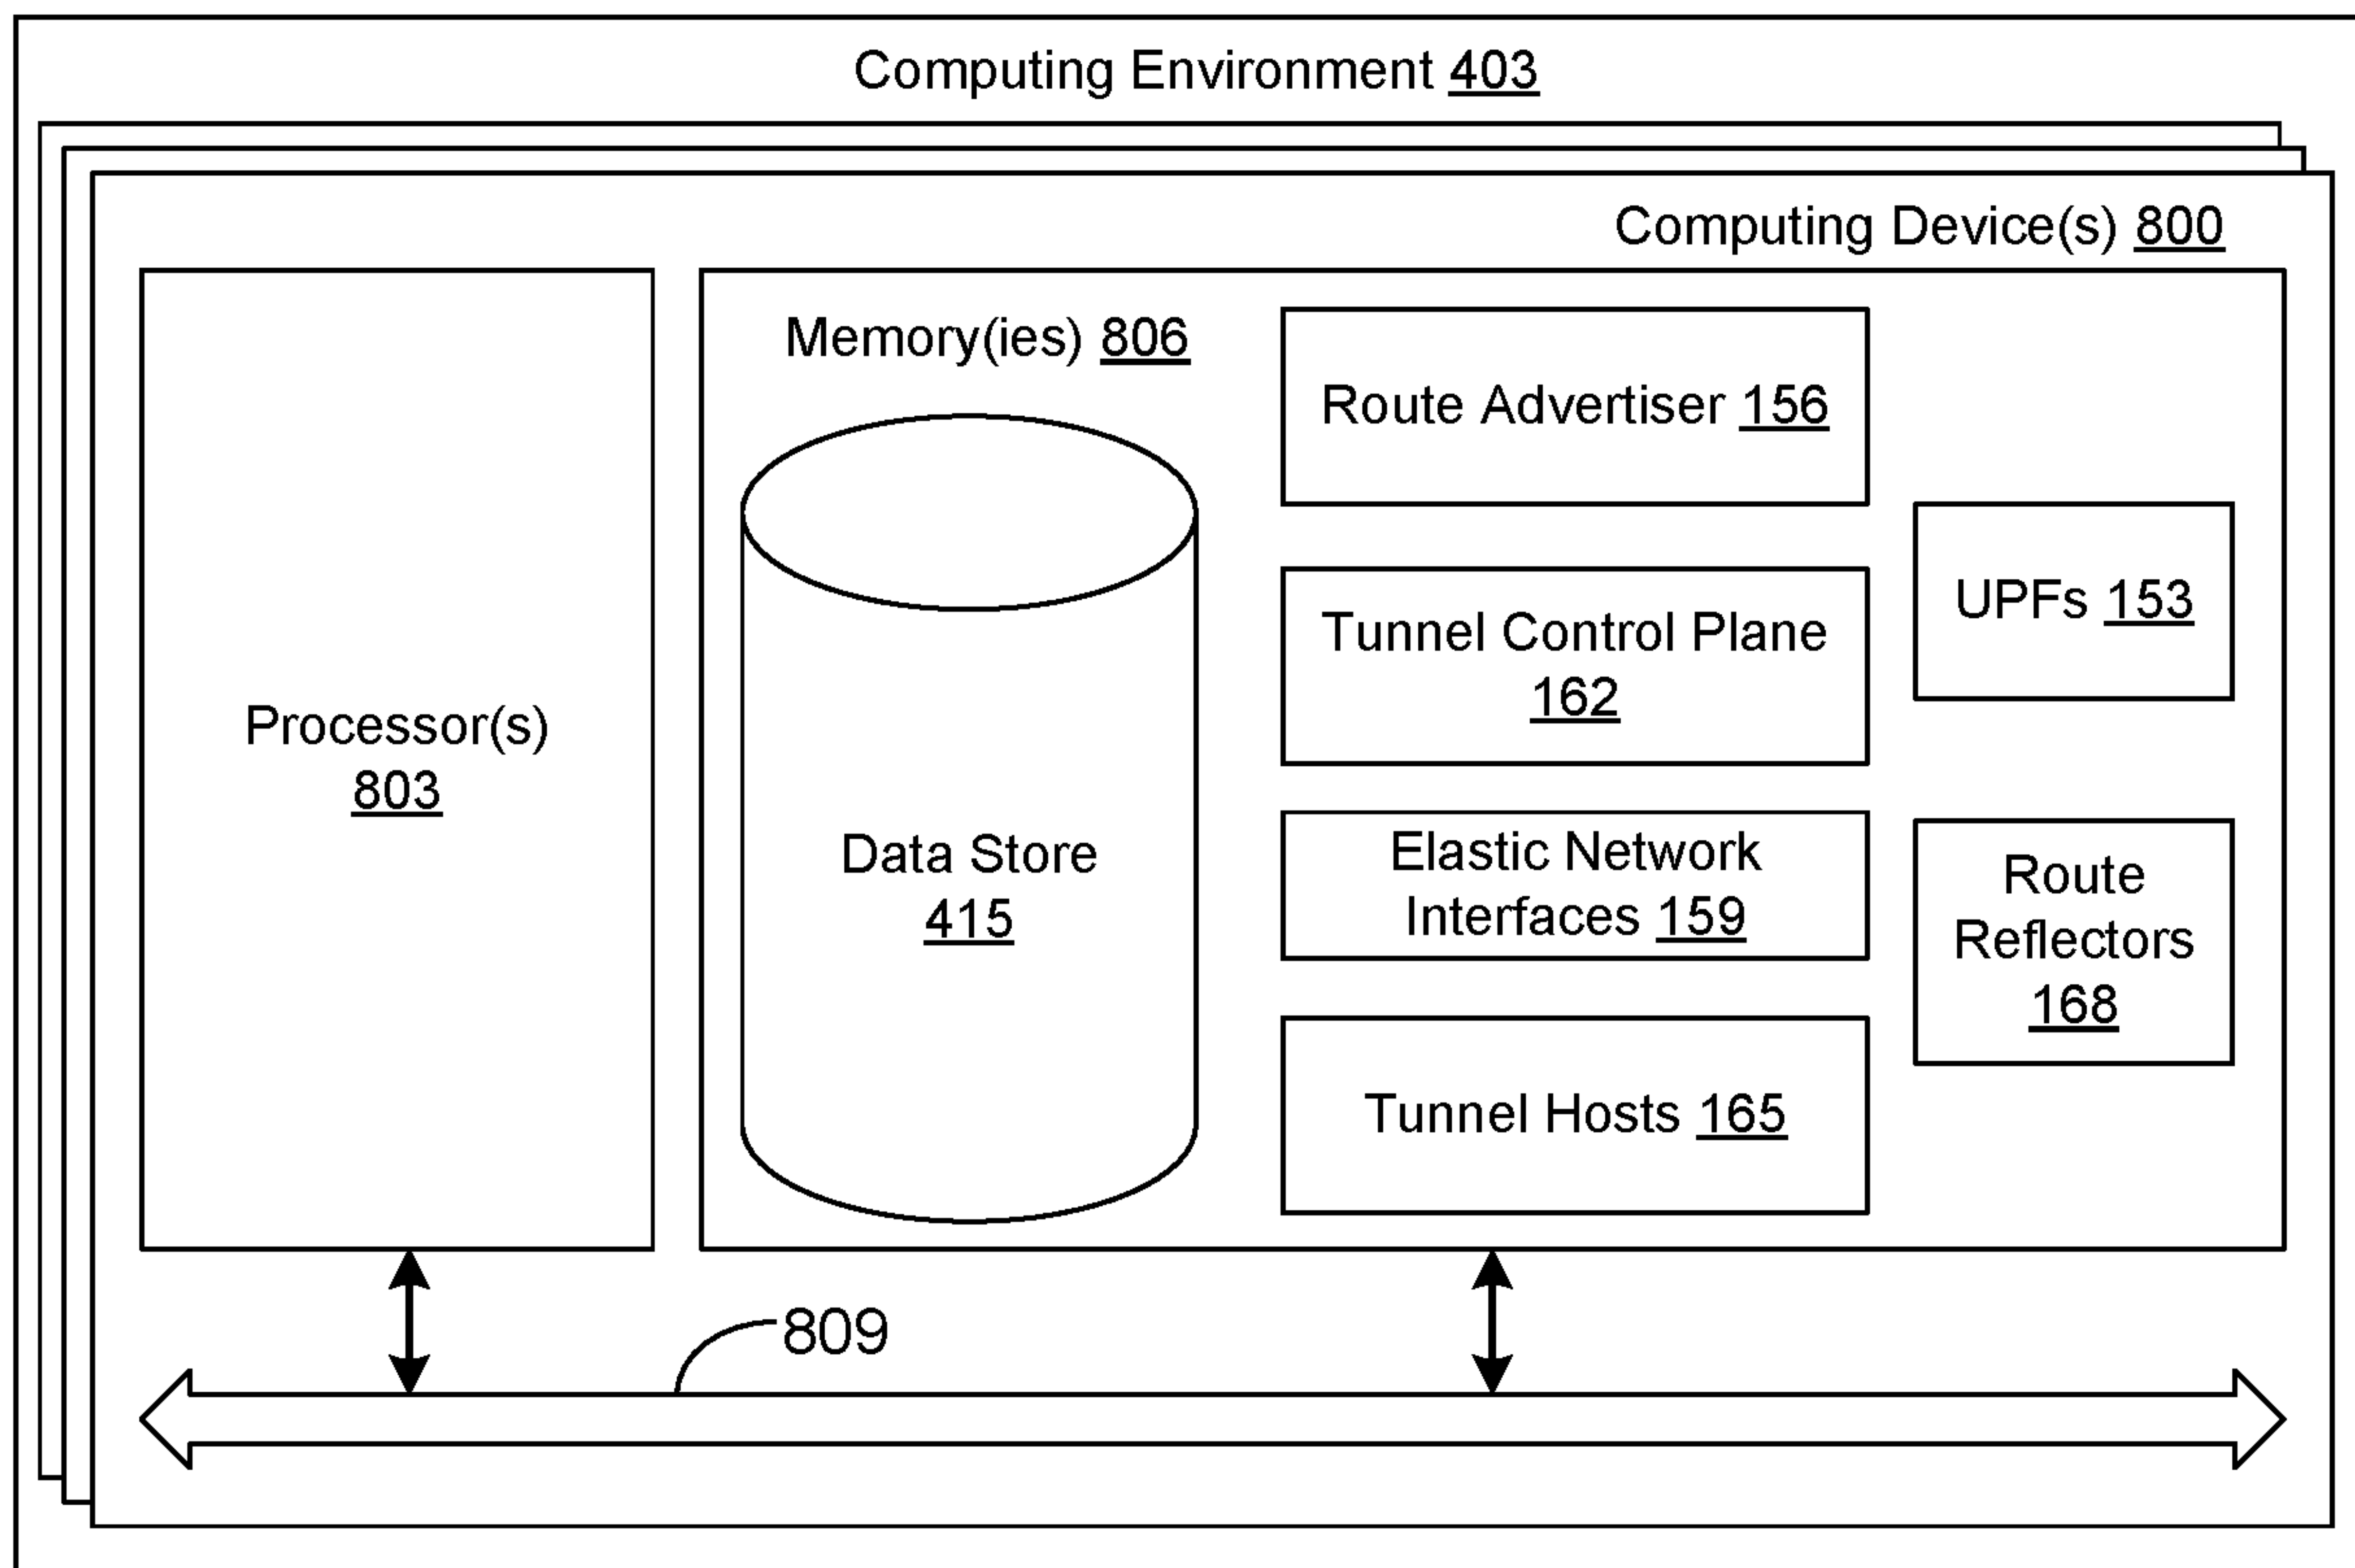 Computing Environment 403
Computing Device(s) 800
Processor(s)
803
Memory(ies) 806
Data Store
415
Route Advertiser 156
Tunnel Control Plane
162
Elastic Network
Interfaces 159
Tunnel Hosts 165
UPFs 153
Route
Reflectors
168
809